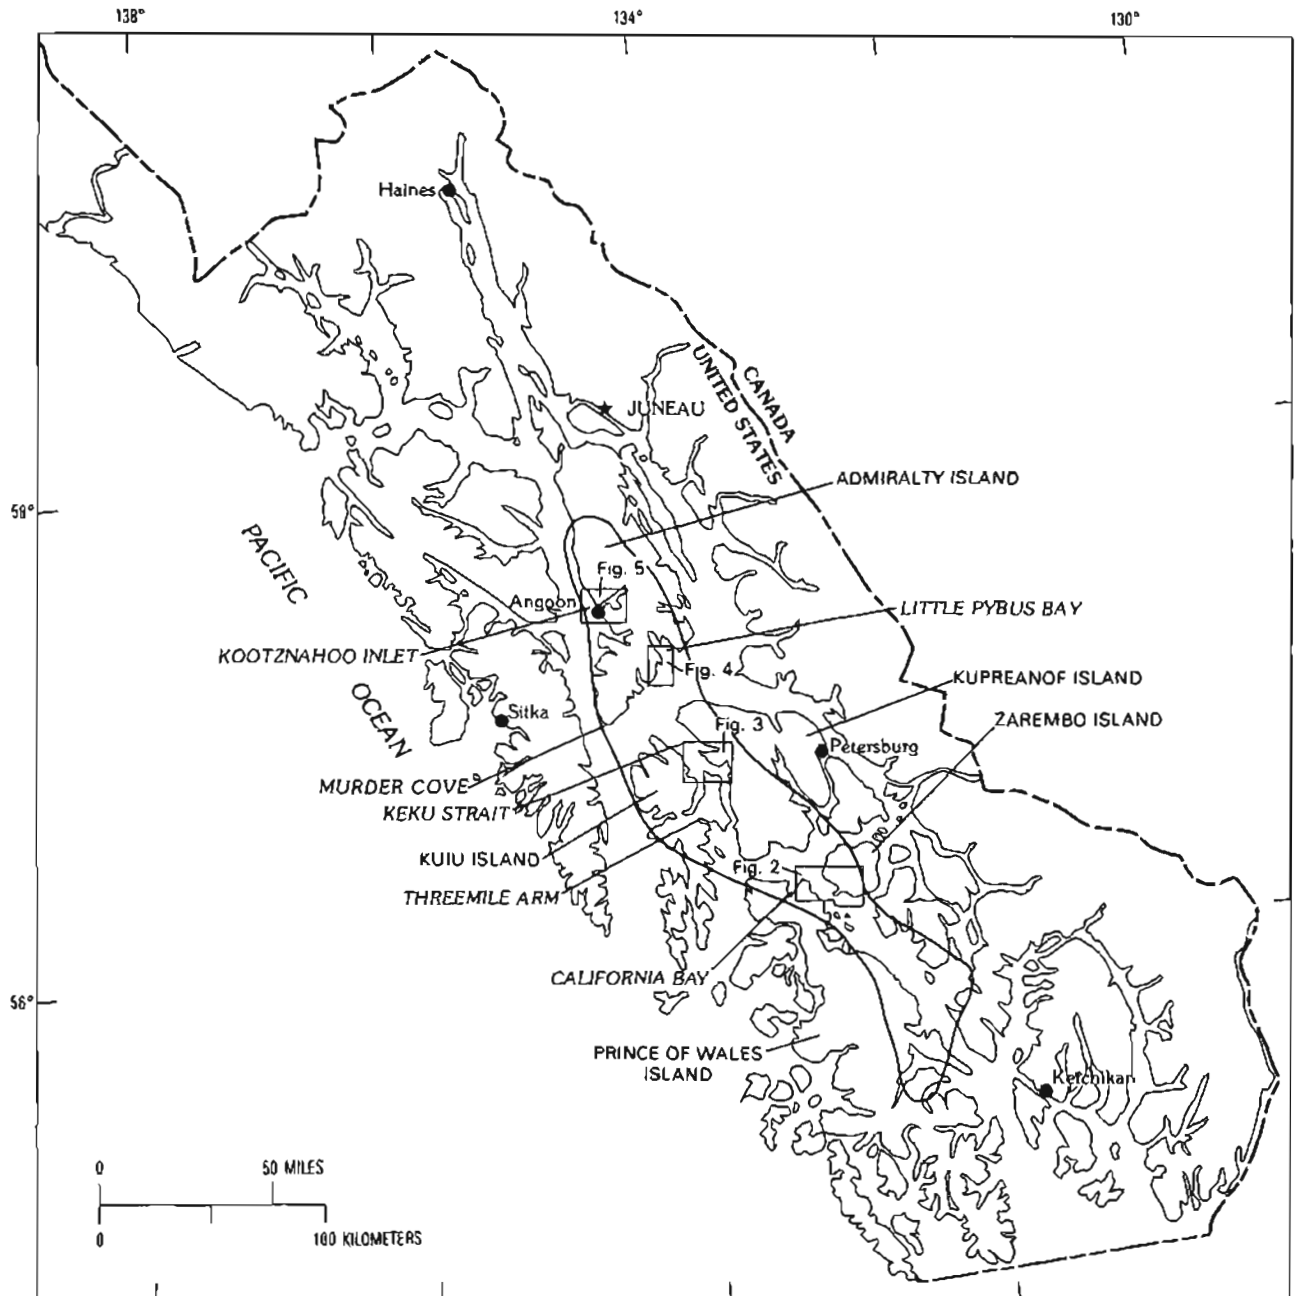 138°
134°
130°
Haines
CANADA
UNITED STATES
JUNEAU
ADMIRALTY ISLAND
58°
PACIFIC
Fig. 5
Angoon
LITTLE PYBUS BAY
KOOTZNAHOO INLET
Fig. 4
KUPREANOF ISLAND
OCEAN
Sitka
Fig. 3
ZAREMBO ISLAND
Petersburg
MURDER COVE
KEKU STRAIT
KUIU ISLAND
Fig. 2
THREEMILE ARM
CALIFORNIA BAY
56°
PRINCE OF WALES
ISLAND
Ketchikan
0
50 MILES
0
100 KILOMETERS